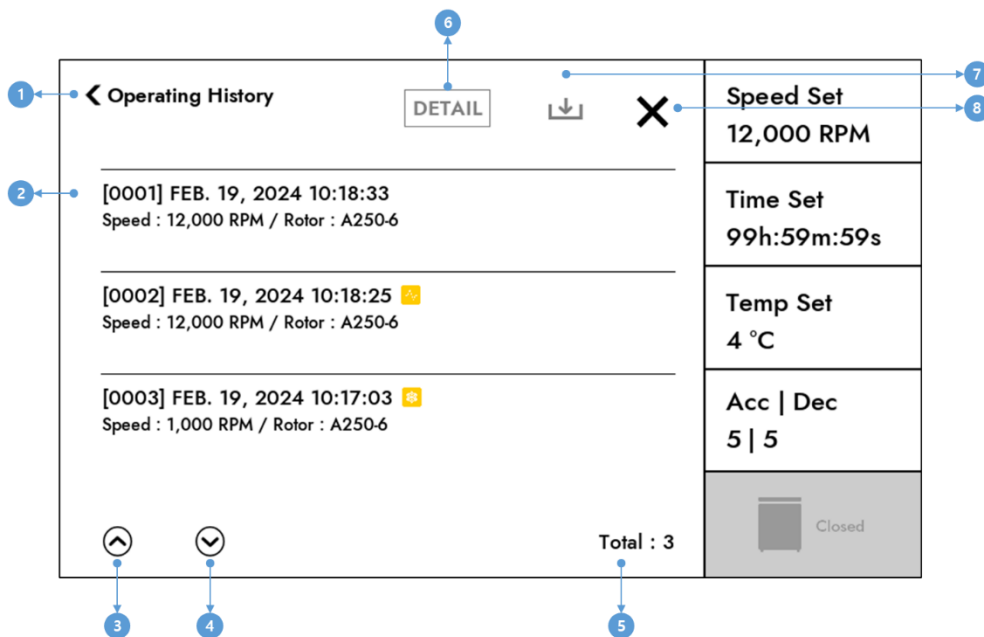 6
7
1
Operating History
DETAIL
8
Speed Set
12,000 RPM
2
[0001] FEB. 19, 2024 10:18:33
Speed : 12,000 RPM / Rotor : A250-6
Time Set
99h:59m:59s
[0002] FEB. 19, 2024 10:18:25
Speed : 12,000 RPM / Rotor : A250-6
Temp Set
4 °C
[0003] FEB. 19, 2024 10:17:03
Speed : 1,000 RPM / Rotor : A250-6
Acc | Dec
5 | 5
Closed
Total : 3
3
4
5